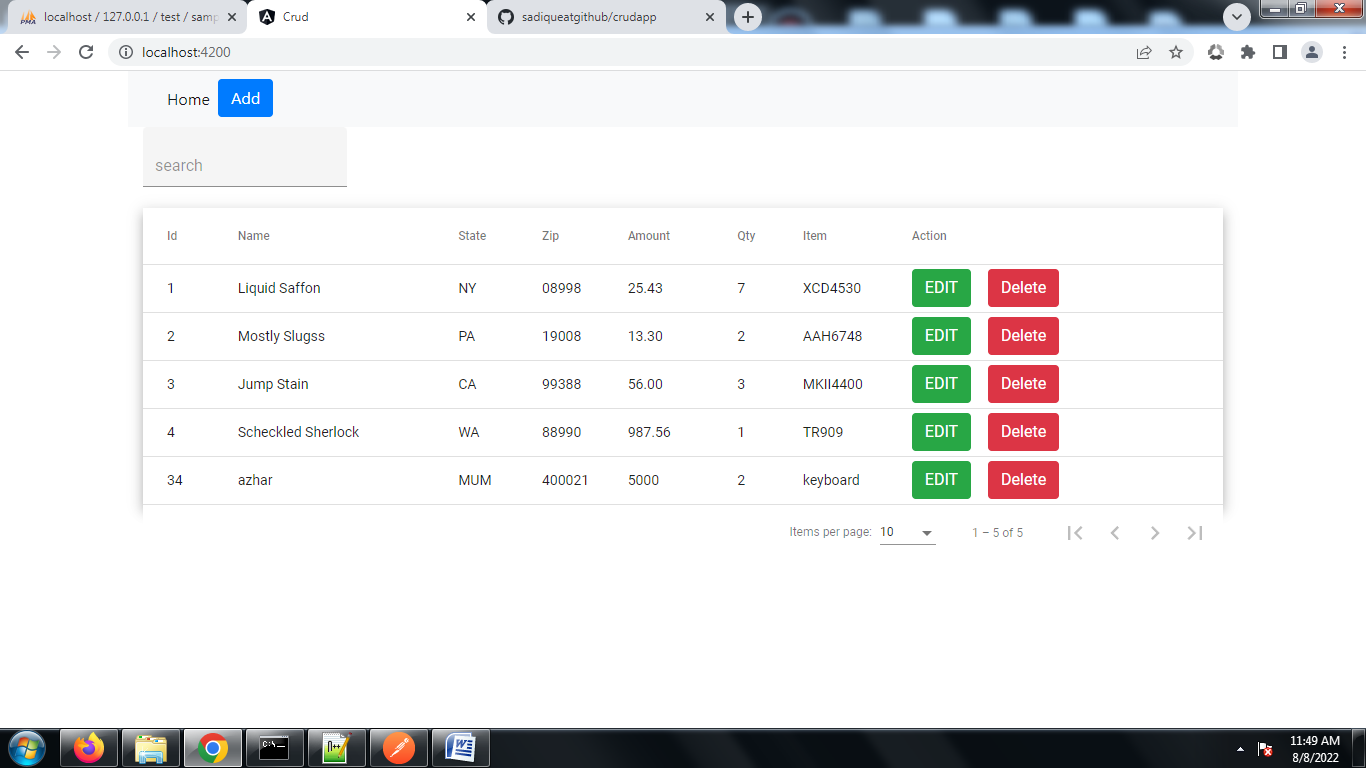 localhost / 127.0.0.1 / test / samp
Crud
sadiqueatgithub/crudapp
localhost:4200
Home Add
search
Id Name State Zip Amount Qty Item Action
1 Liquid Saffon NY 08998 25.43 7 XCD4530 EDIT Delete
2 Mostly Slugss PA 19008 13.30 2 AAH6748 EDIT Delete
3 Jump Stain CA 99388 56.00 3 MKII4400 EDIT Delete
4 Scheckled Sherlock WA 88990 987.56 1 TR909 EDIT Delete
34 azhar MUM 400021 5000 2 keyboard EDIT Delete
Items per page: 10 1 – 5 of 5
11:49 AM
8/8/2022